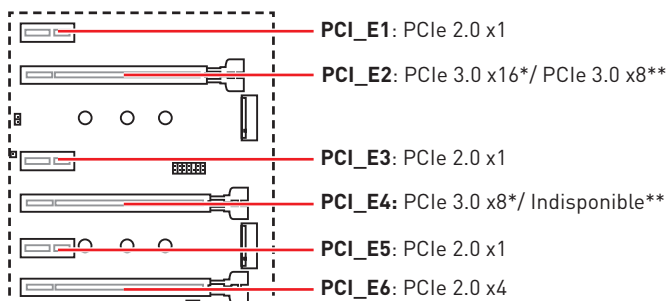 PCI_E1: PCIe 2.0 x1
PCI_E2: PCIe 3.0 x16*/ PCIe 3.0 x8**
PCI_E3: PCIe 2.0 x1
PCI_E4: PCIe 3.0 x8*/ Indisponible**
PCI_E5: PCIe 2.0 x1
PCI_E6: PCIe 2.0 x4